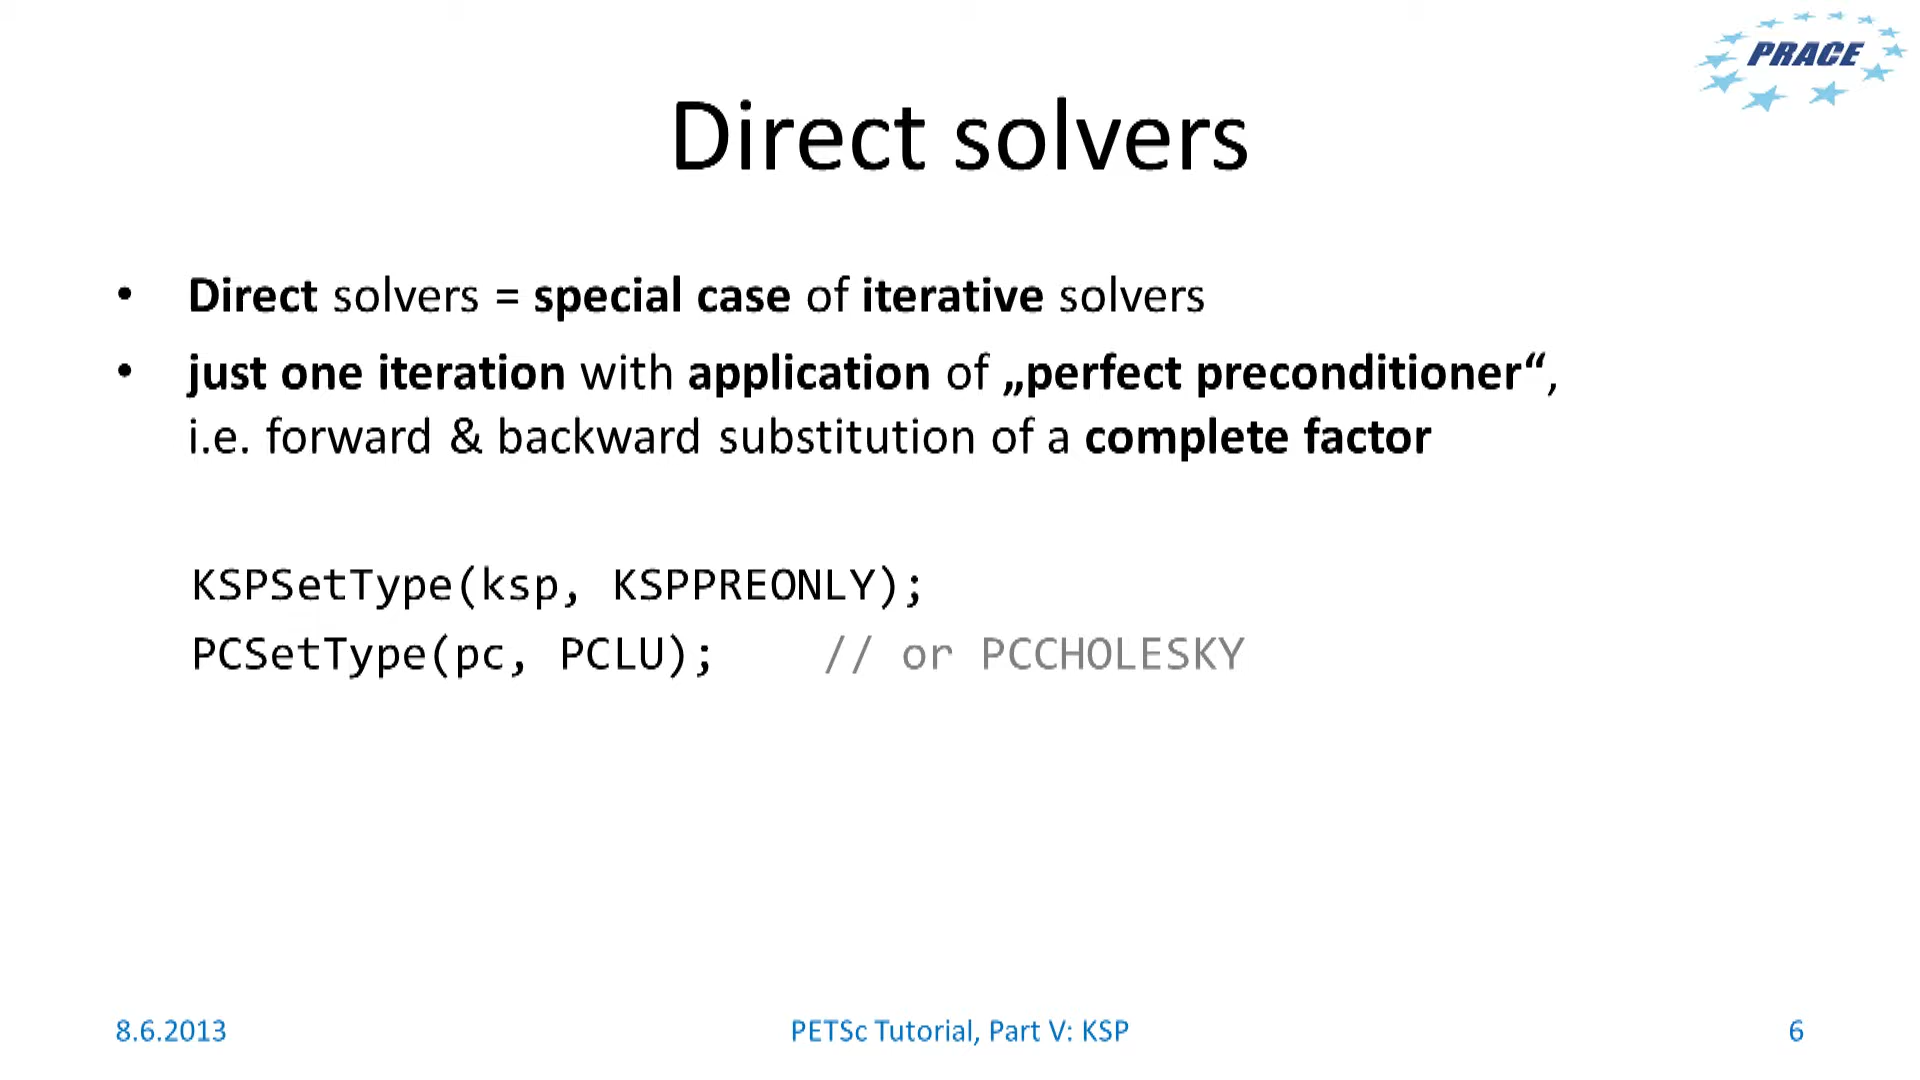 PRACE
Direct solvers
• Direct solvers = special case of iterative solvers
• just one iteration with application of „perfect preconditioner“,
i.e. forward & backward substitution of a complete factor
KSPSetType(ksp, KSPPREONLY);
PCSetType(pc, PCLU);    // or PCCHOLESKY
8.6.2013
PETSc Tutorial, Part V: KSP
6